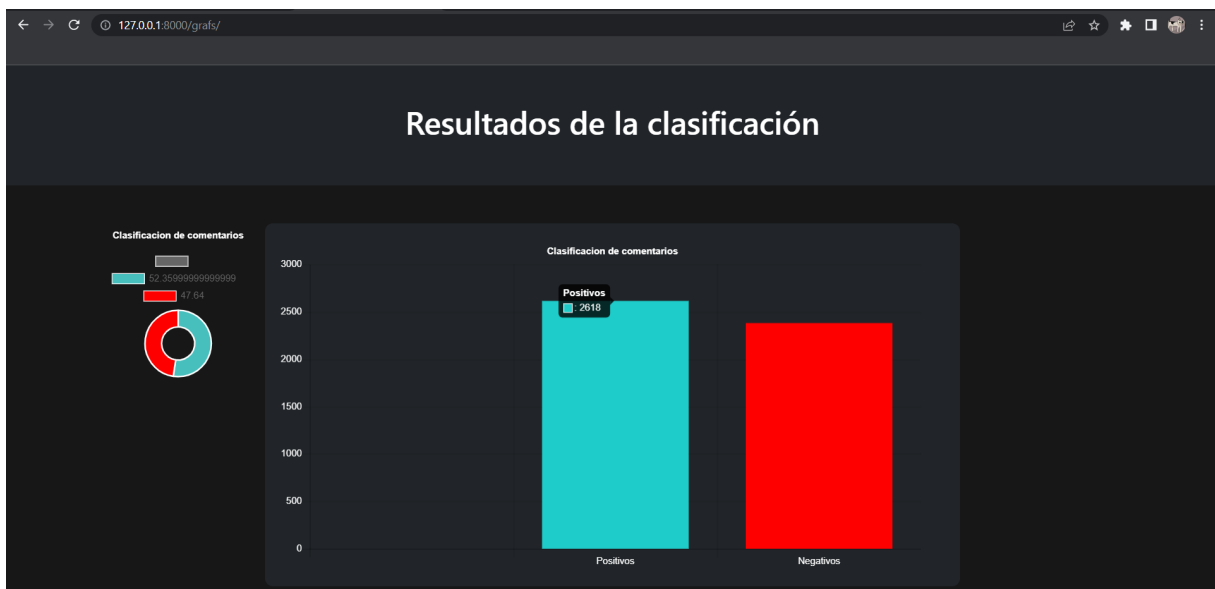 127.0.0.1:8000/grafs/
Resultados de la clasificación
Clasificacion de comentarios
52.35999999999999
47.64
Clasificacion de comentarios
3000
2500
2000
1500
1000
500
0
Positivos
: 2618
Positivos
Negativos